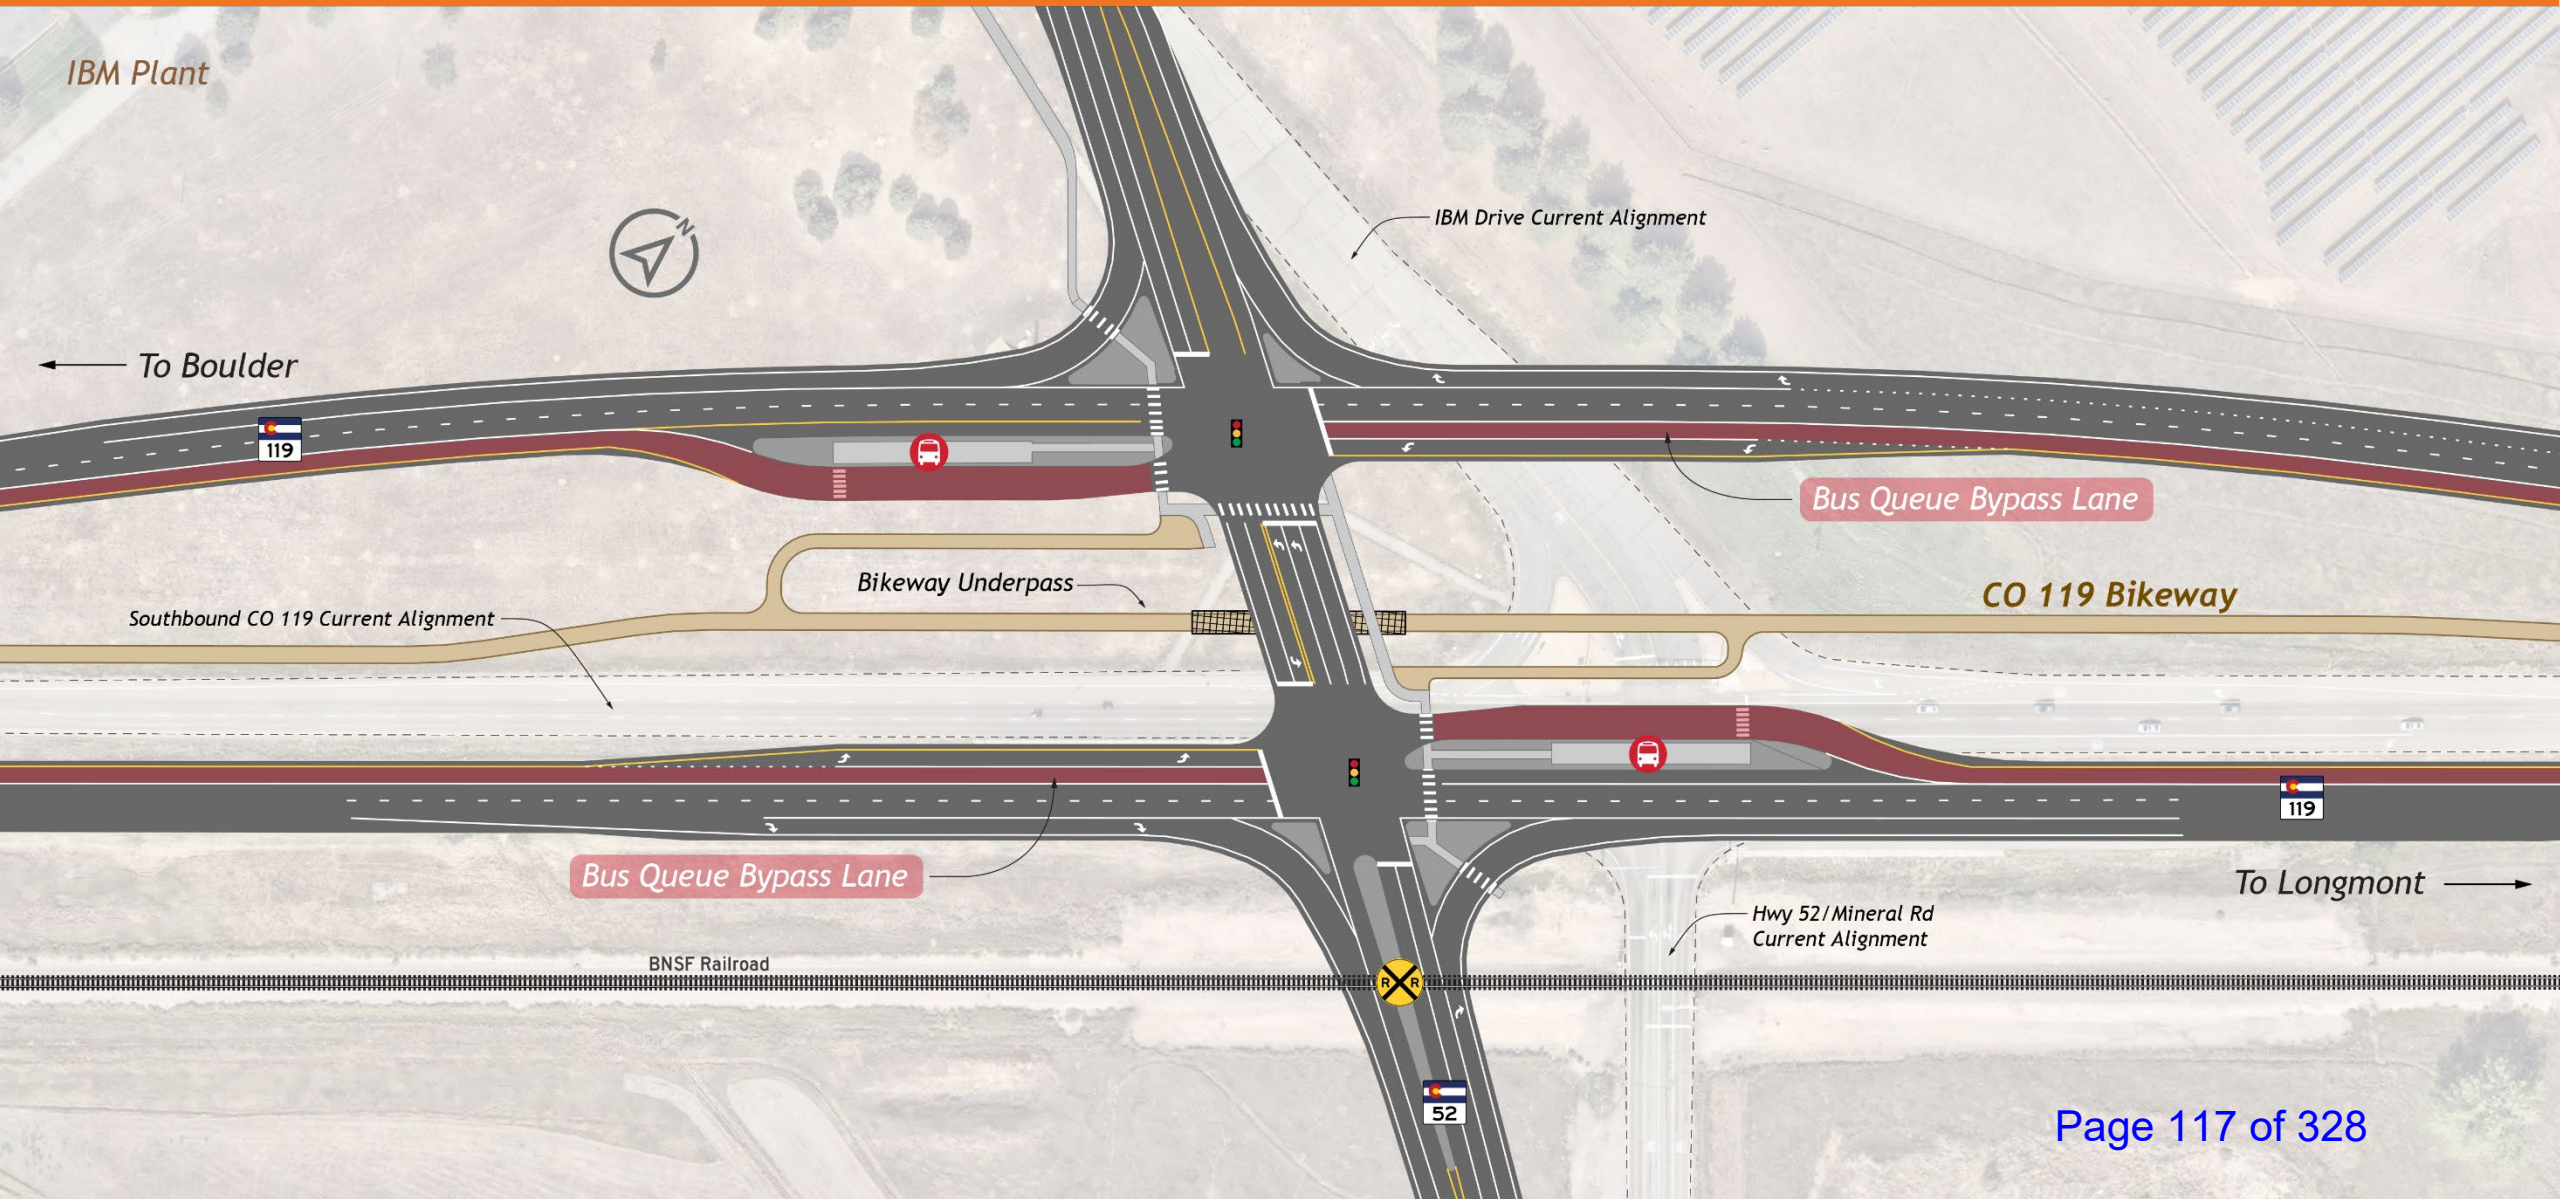 IBM Plant
N
IBM Drive Current Alignment
To Boulder
119
Bus Queue Bypass Lane
Bikeway Underpass
CO 119 Bikeway
Southbound CO 119 Current Alignment
119
Bus Queue Bypass Lane
To Longmont
Hwy 52/Mineral Rd
Current Alignment
BNSF Railroad
R R
52
Page 117 of 328